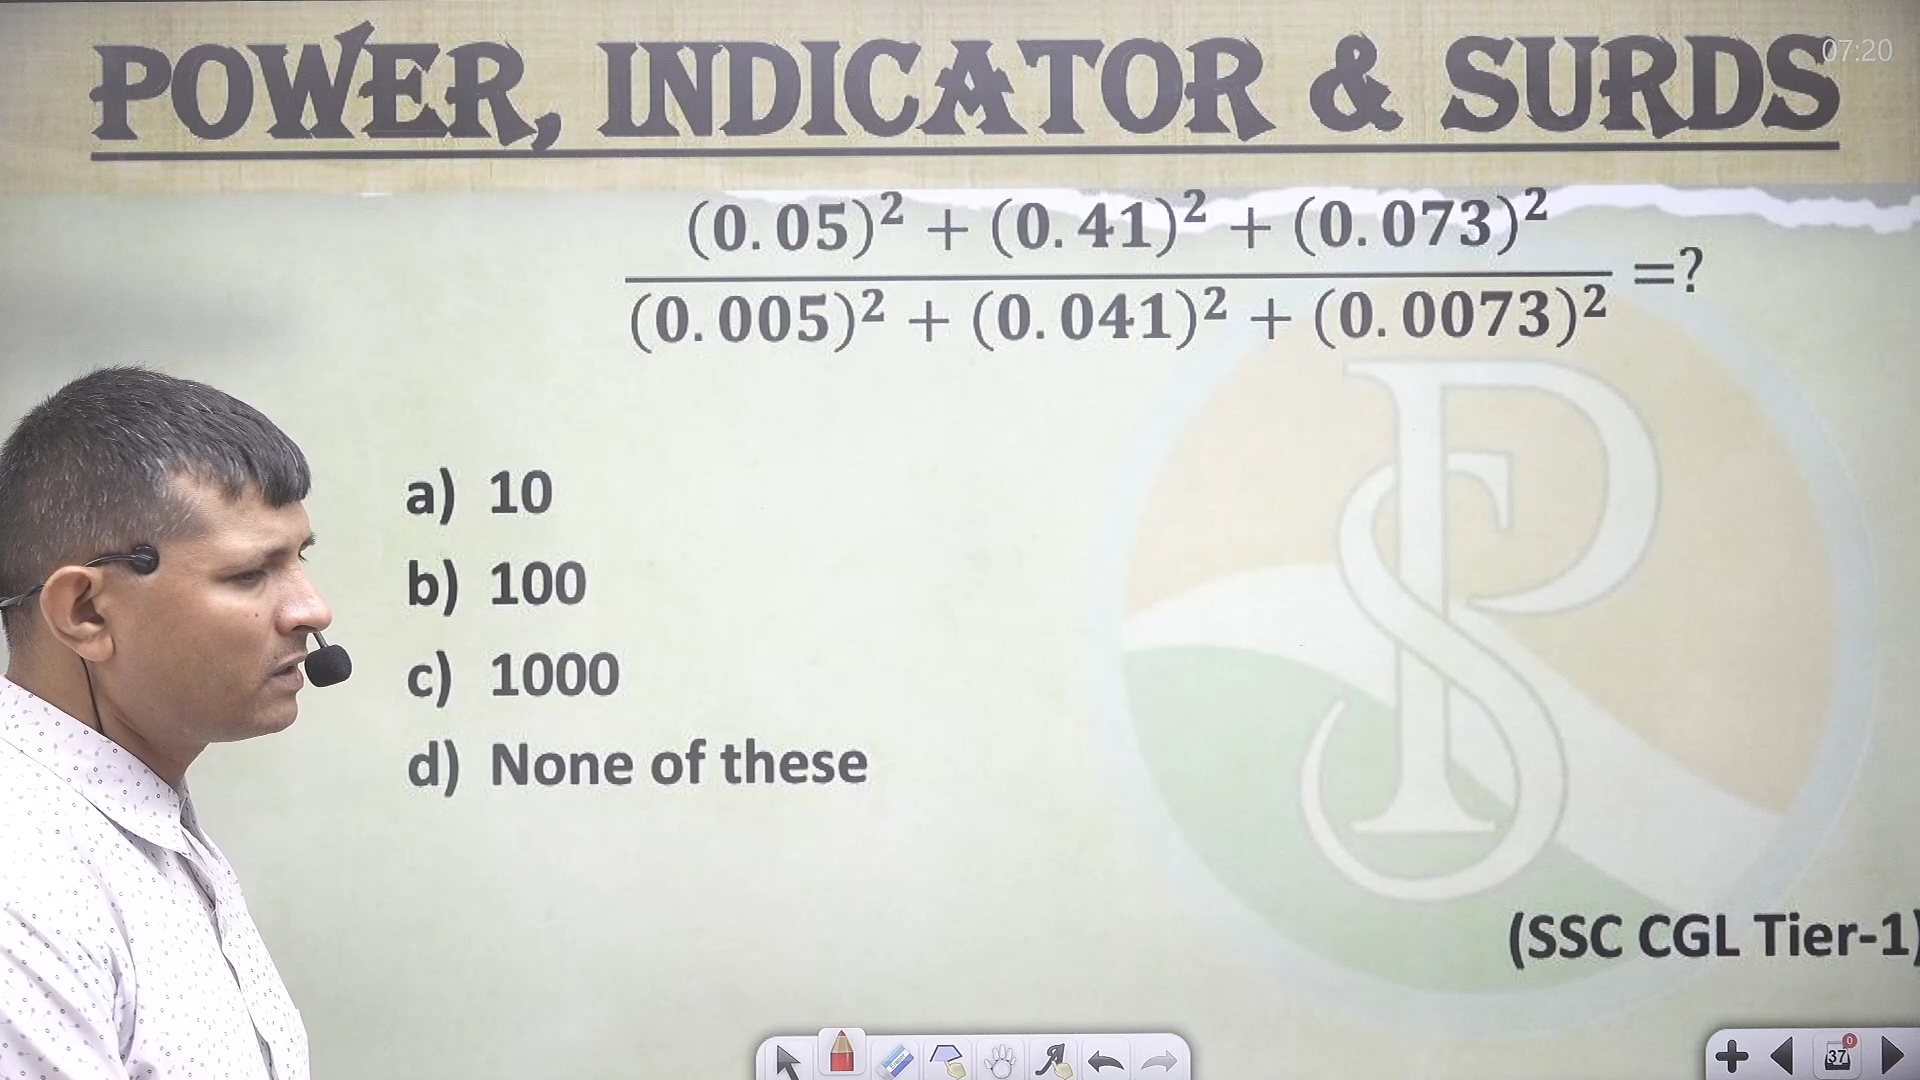 POWER, INDICATOR & SURDS
07:20
(0.05)² + (0.41)² + (0.073)²
(0.005)² + (0.041)² + (0.0073)²
=?
a) 10
b) 100
c) 1000
d) None of these
(SSC CGL Tier-1)
37
0